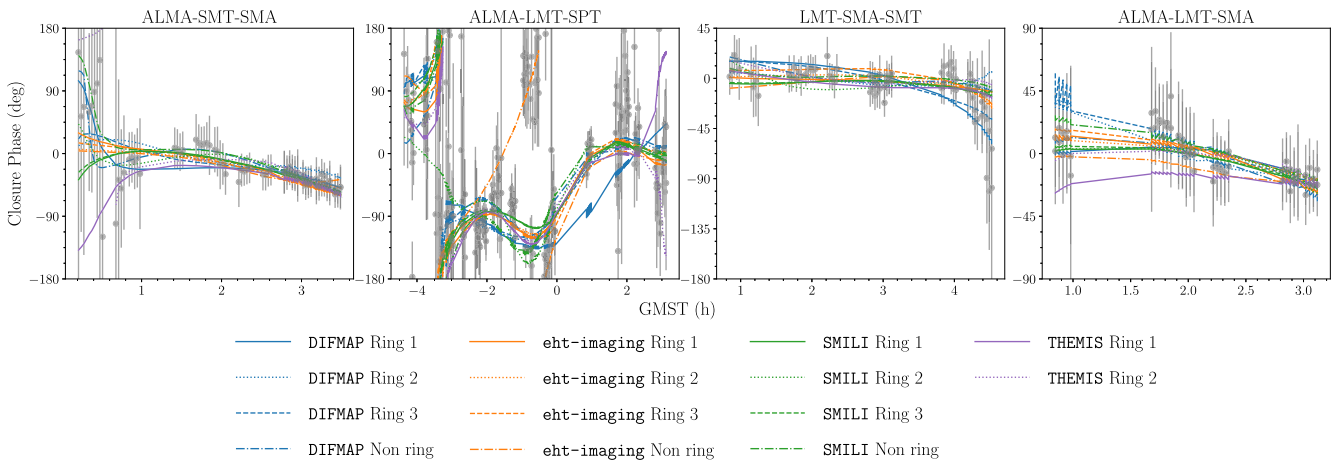 ALMA-SMT-SMA ALMA-LMT-SPT LMT-SMA-SMT ALMA-LMT-SMA
Closure Phase (deg)
180
90
0
−90
−180
1 2 3
180
90
0
−90
−180
−4 −2 0 2
45
0
−45
−90
−135
−180
1 2 3 4
90
45
0
−45
−90
1.0 1.5 2.0 2.5 3.0
GMST (h)
DIFMAP Ring 1 eht-imaging Ring 1 SMILI Ring 1 THEMIS Ring 1
DIFMAP Ring 2 eht-imaging Ring 2 SMILI Ring 2 THEMIS Ring 2
DIFMAP Ring 3 eht-imaging Ring 3 SMILI Ring 3
DIFMAP Non ring eht-imaging Non ring SMILI Non ring